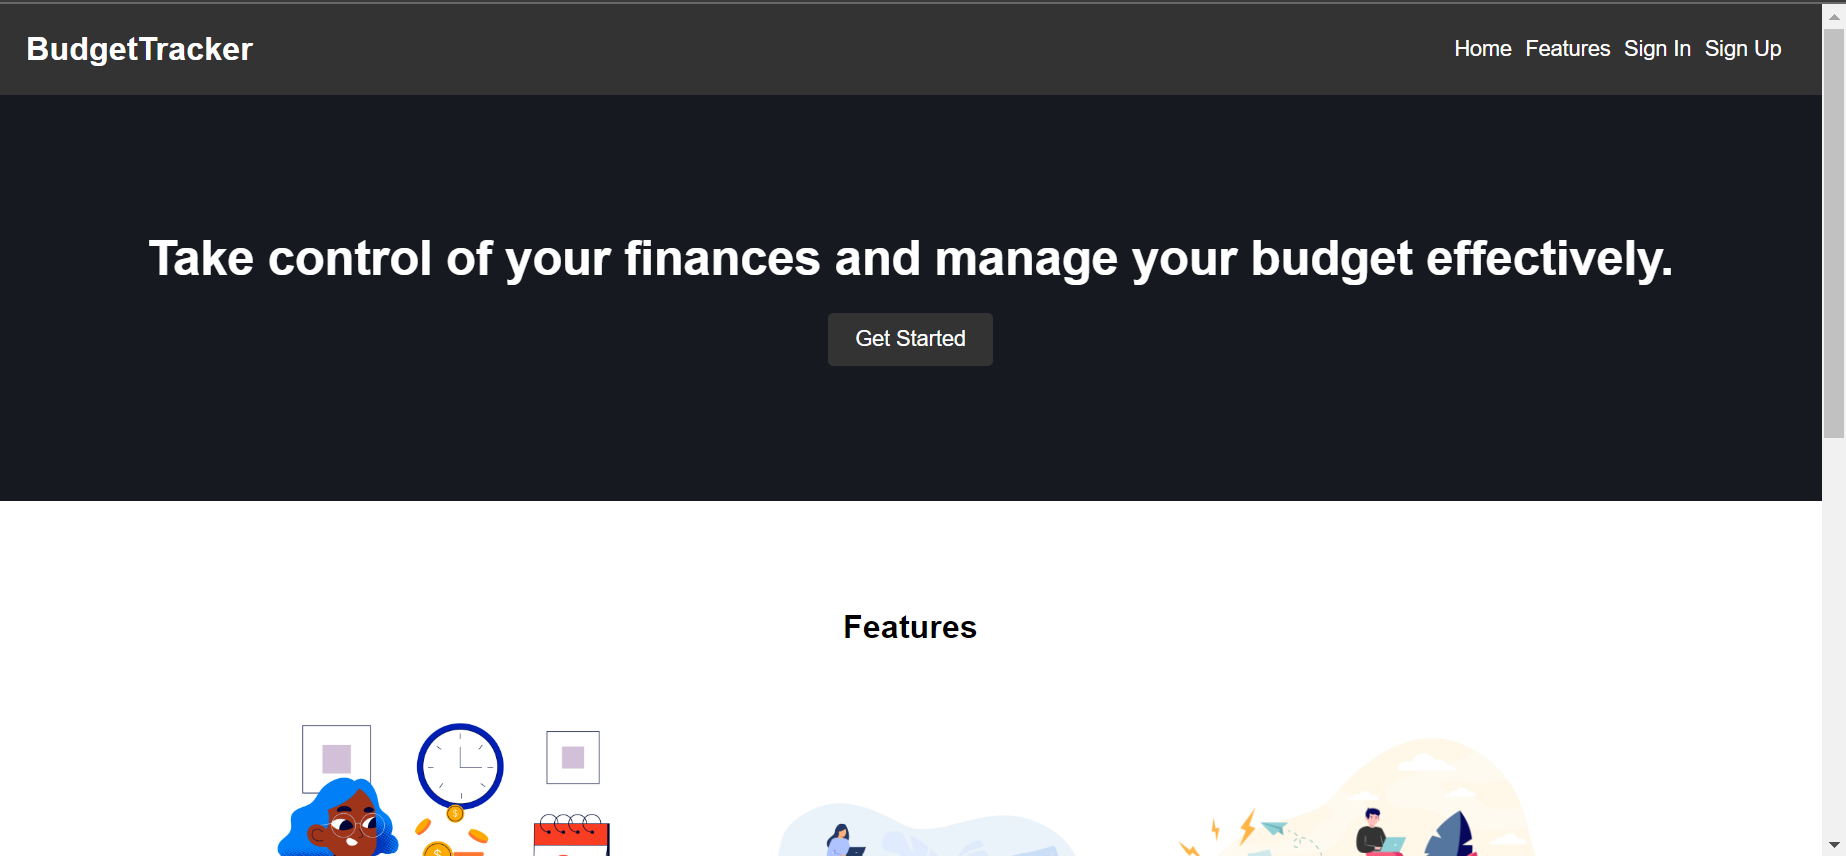 BudgetTracker
Home Features Sign In Sign Up
Take control of your finances and manage your budget effectively.
Get Started
Features